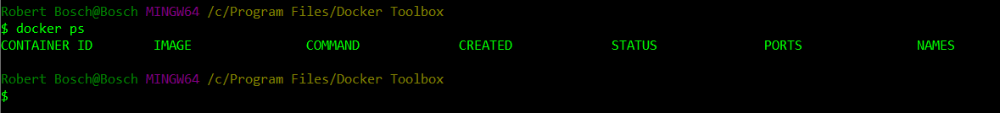 Robert Bosch@Bosch MINGW64 /c/Program Files/Docker Toolbox
$ docker ps
CONTAINER ID IMAGE COMMAND CREATED STATUS PORTS NAMES
Robert Bosch@Bosch MINGW64 /c/Program Files/Docker Toolbox
$